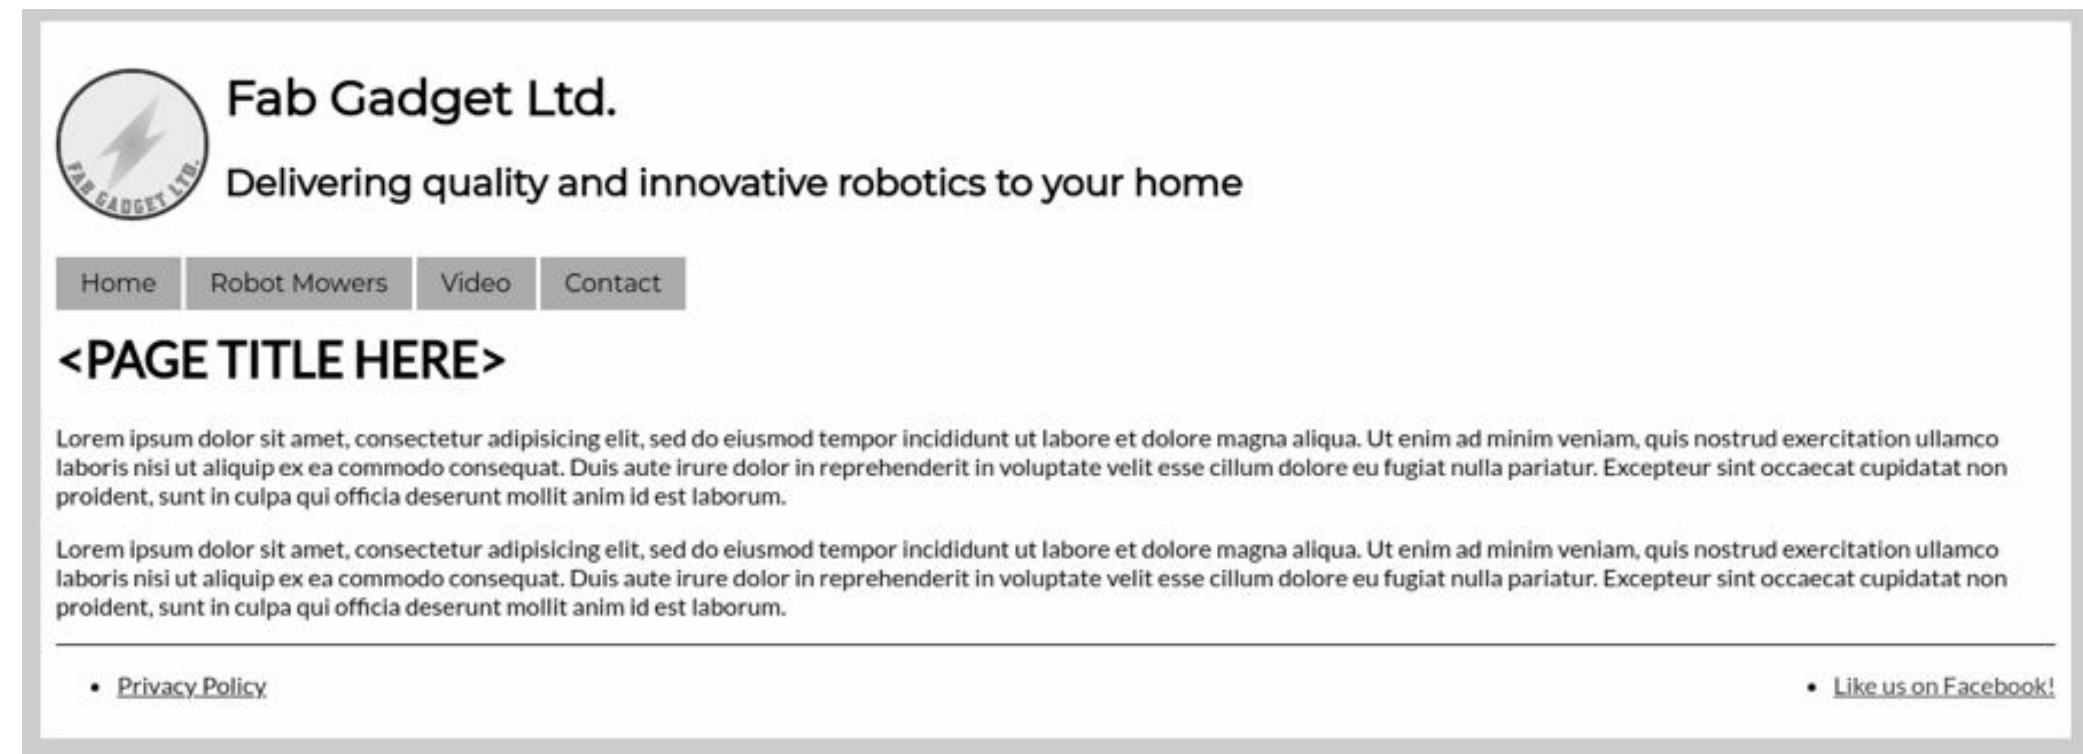 FAB GADGET LTD.
Fab Gadget Ltd.
Delivering quality and innovative robotics to your home
Home Robot Mowers Video Contact
<PAGE TITLE HERE>
Lorem ipsum dolor sit amet, consectetur adipisicing elit, sed do eiusmod tempor incididunt ut labore et dolore magna aliqua. Ut enim ad minim veniam, quis nostrud exercitation ullamco
laboris nisi ut aliquip ex ea commodo consequat. Duis aute irure dolor in reprehenderit in voluptate velit esse cillum dolore eu fugiat nulla pariatur. Excepteur sint occaecat cupidatat non
proident, sunt in culpa qui officia deserunt mollit anim id est laborum.
Lorem ipsum dolor sit amet, consectetur adipisicing elit, sed do eiusmod tempor incididunt ut labore et dolore magna aliqua. Ut enim ad minim veniam, quis nostrud exercitation ullamco
laboris nisi ut aliquip ex ea commodo consequat. Duis aute irure dolor in reprehenderit in voluptate velit esse cillum dolore eu fugiat nulla pariatur. Excepteur sint occaecat cupidatat non
proident, sunt in culpa qui officia deserunt mollit anim id est laborum.
• Privacy Policy • Like us on Facebook!